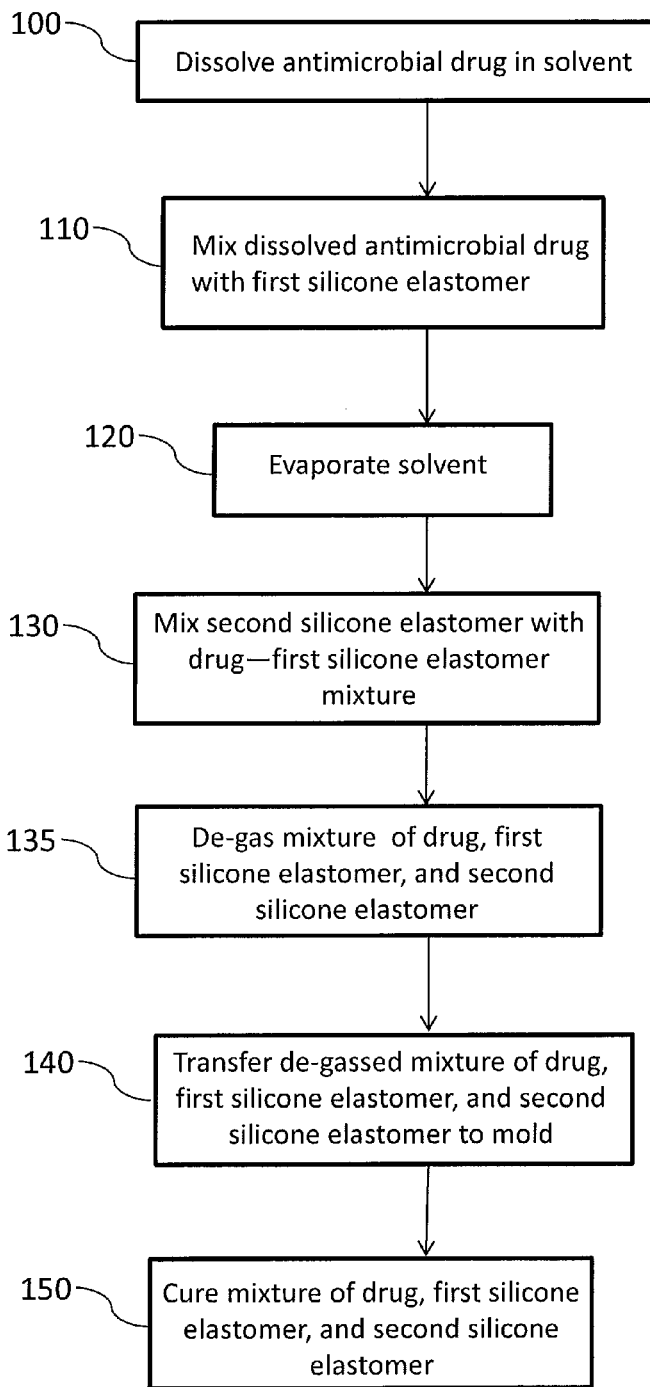 100
Dissolve antimicrobial drug in solvent
110
Mix dissolved antimicrobial drug
with first silicone elastomer
120
Evaporate solvent
130
Mix second silicone elastomer with
drug—first silicone elastomer
mixture
135
De-gas mixture of drug, first
silicone elastomer, and second
silicone elastomer
140
Transfer de-gassed mixture of drug,
first silicone elastomer, and second
silicone elastomer to mold
150
Cure mixture of drug, first silicone
elastomer, and second silicone
elastomer